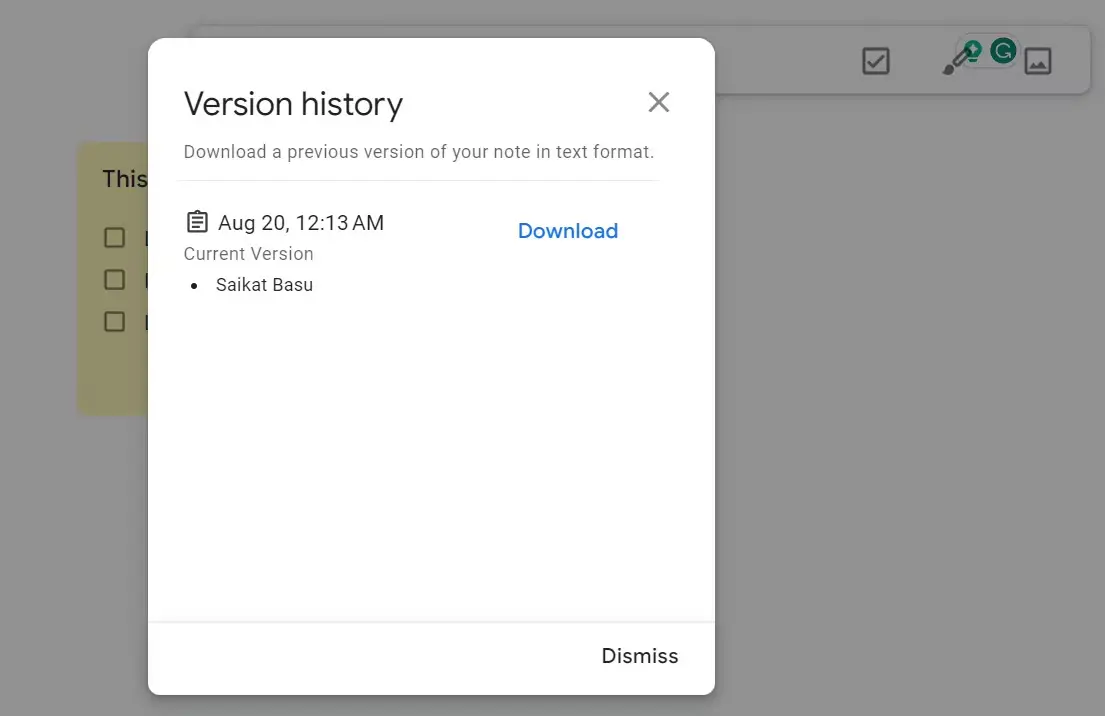 Version history
Download a previous version of your note in text format.
This
Aug 20, 12:13 AM
Download
Current Version
Saikat Basu
Dismiss